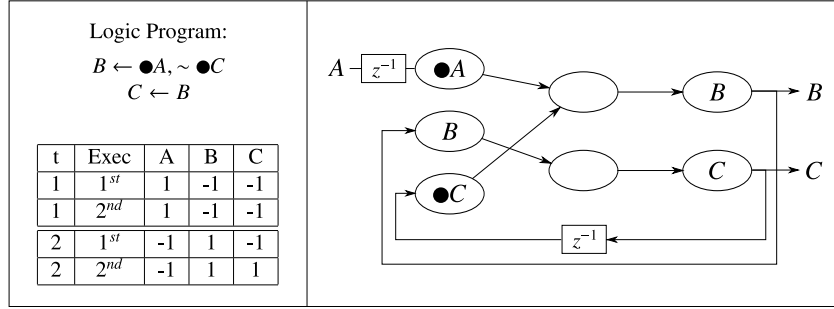 Logic Program:
B ← ●A, ~ ●C
C ← B
t Exec A B C
1 1st 1 -1 -1
1 2nd 1 -1 -1
2 1st -1 1 -1
2 2nd -1 1 1
A z⁻¹ ●A B B
B C C
●C
z⁻¹